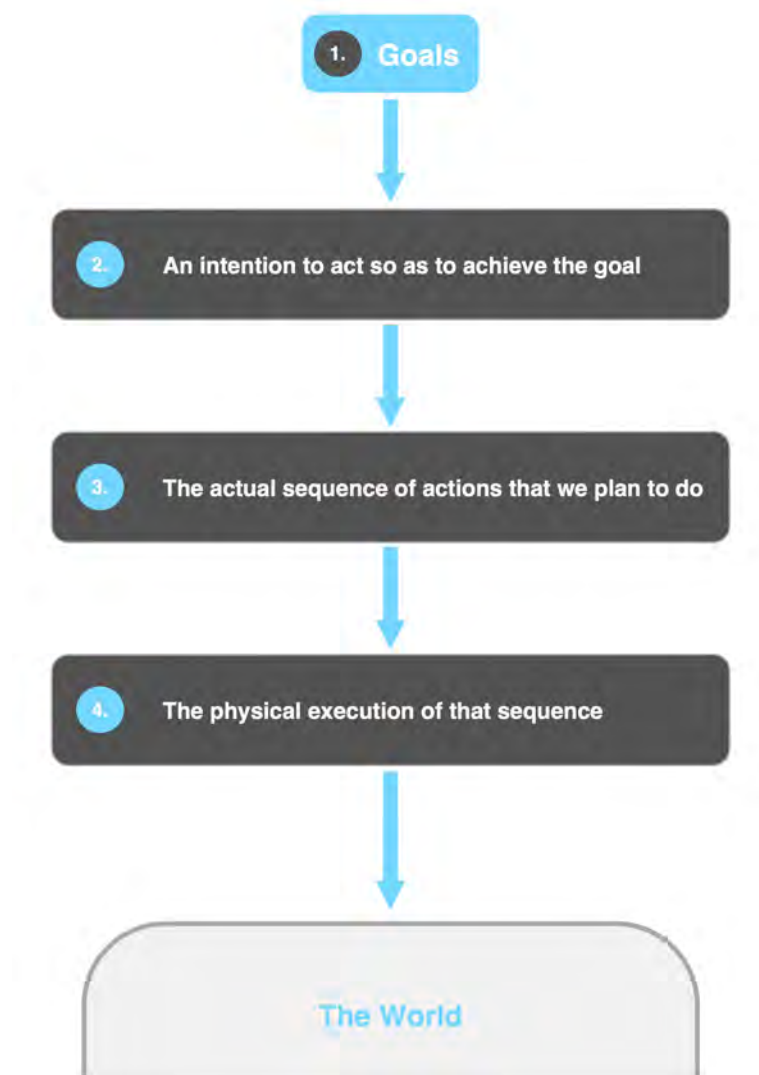 1. Goals
2. An intention to act so as to achieve the goal
3. The actual sequence of actions that we plan to do
4. The physical execution of that sequence
The World